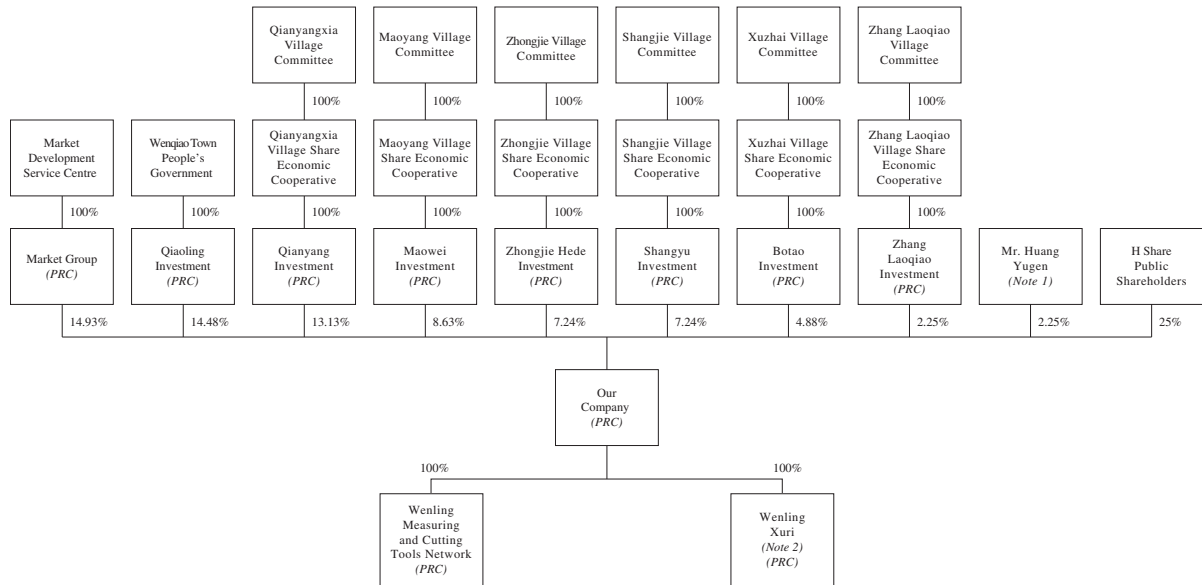 Qianyangxia
Village
Committee
Maoyang Village
Committee
Zhongjie Village
Committee
Shangjie Village
Committee
Xuzhai Village
Committee
Zhang Laoqiao
Village
Committee
100%
100%
100%
100%
100%
100%
Market
Development
Service Centre
Wenqiao Town
People's
Government
Qianyangxia
Village Share
Economic
Cooperative
Maoyang Village
Share Economic
Cooperative
Zhongjie Village
Share Economic
Cooperative
Shangjie Village
Share Economic
Cooperative
Xuzhai Village
Share Economic
Cooperative
Zhang Laoqiao
Village Share
Economic
Cooperative
100%
100%
100%
100%
100%
100%
100%
100%
Market Group
(PRC)
Qiaoling
Investment
(PRC)
Qianyang
Investment
(PRC)
Maowei
Investment
(PRC)
Zhongjie Hede
Investment
(PRC)
Shangyu
Investment
(PRC)
Botao
Investment
(PRC)
Zhang
Laoqiao
Investment
(PRC)
Mr. Huang
Yugen
(Note 1)
H Share
Public
Shareholders
14.93%
14.48%
13.13%
8.63%
7.24%
7.24%
4.88%
2.25%
2.25%
25%
Our
Company
(PRC)
100%
100%
Wenling
Measuring
and Cutting
Tools Network
(PRC)
Wenling
Xuri
(Note 2)
(PRC)